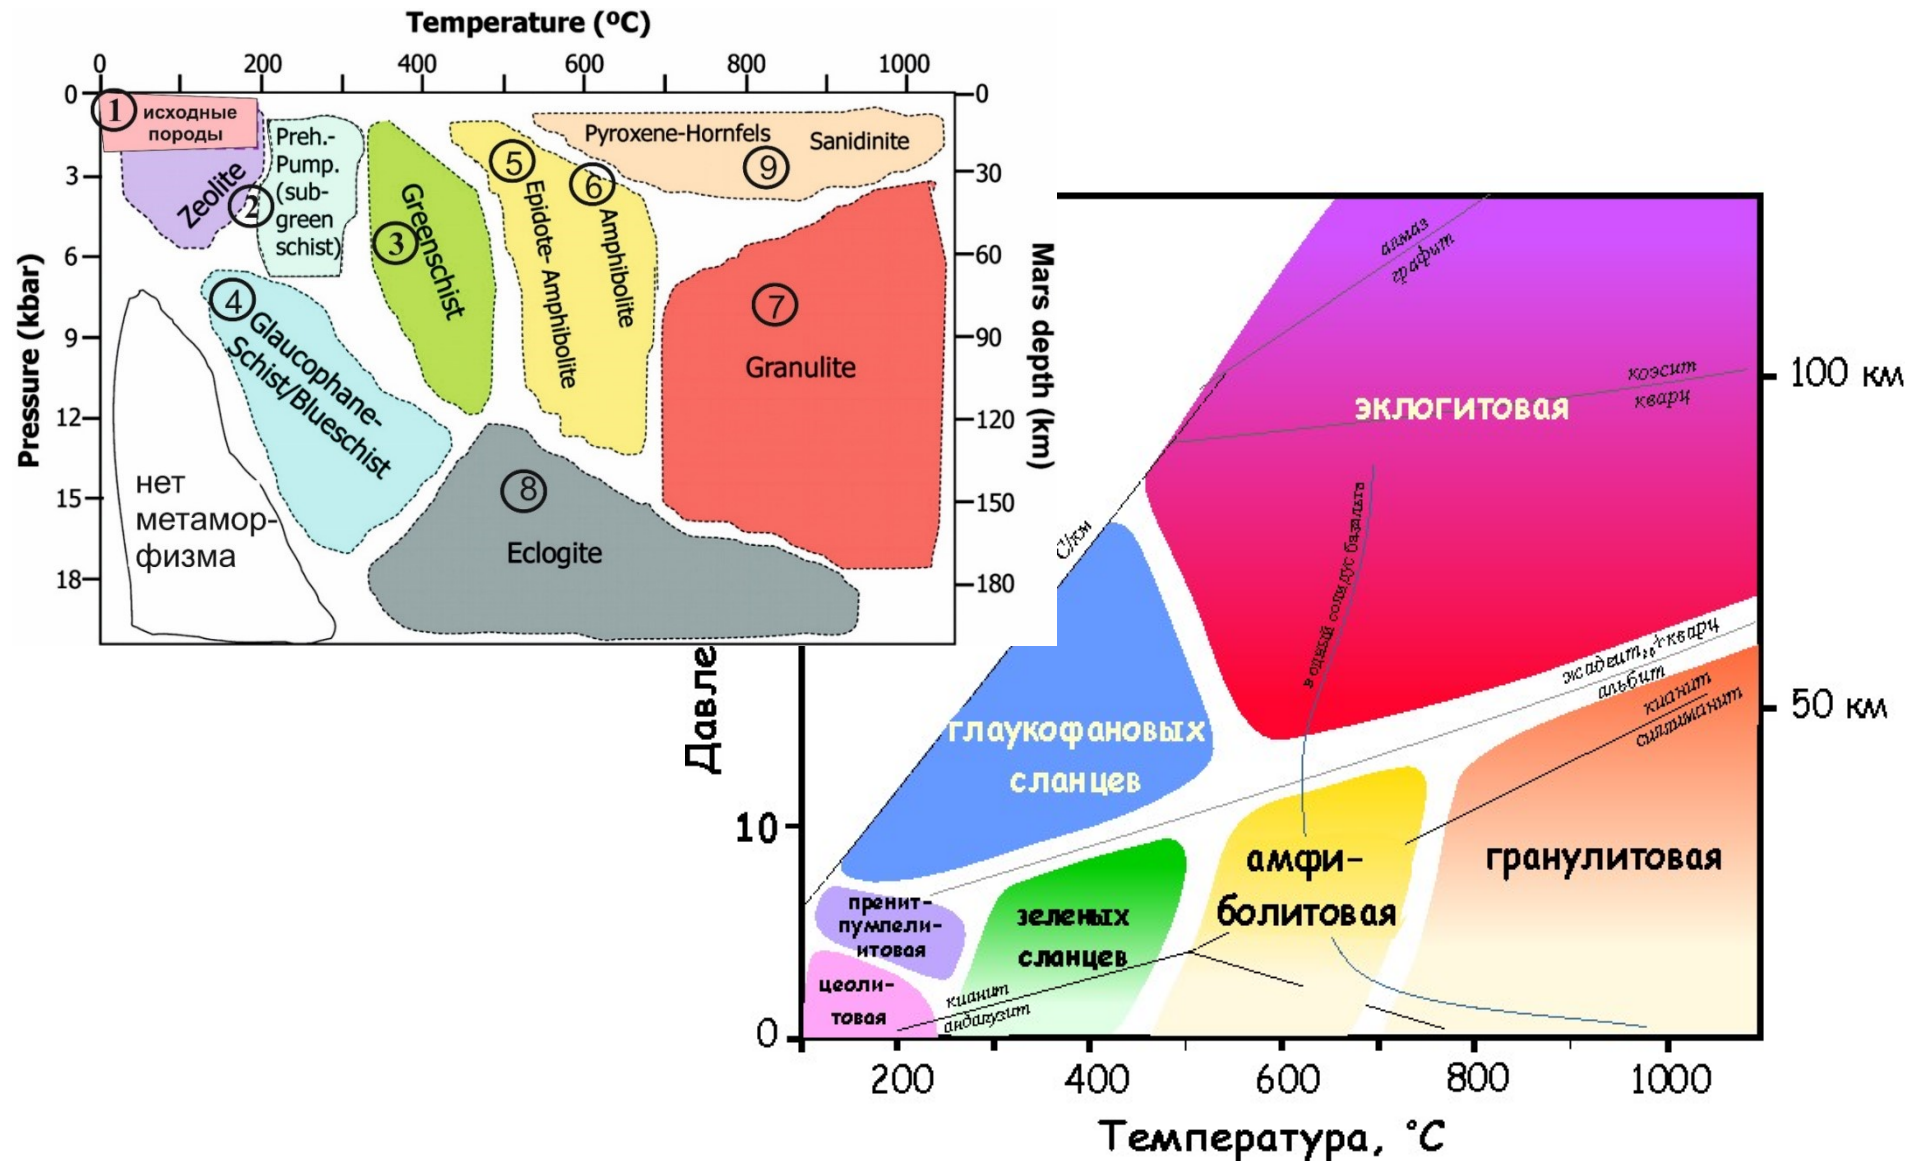 Temperature (ºC)
0 200 400 600 800 1000
Pressure (kbar)
0
3
6
9
12
15
18
Mars depth (km)
0
30
60
90
120
150
180
1 исходные
породы
Zeolite
2
Preh.-
Pump.
(sub-
green
schist)
3
Greenschist
4
Glaucophane-
Schist/Blueschist
5
Epidote- Amphibolite
6
Amphibolite
Pyroxene-Hornfels
Sanidinite
9
7
Granulite
8
Eclogite
нет
метамор-
физма
алмаз
графит
коэсит
кварц
эклогитовая
100 км
50 км
С/км
водный солидус базальта
глаукофановых
сланцев
жадеит + кварц
альбит
кианит
силлиманит
Давле
10
0
пренит-
пумпели-
итовая
цеоли-
товая
зеленых
сланцев
кианит
андалузит
амфи-
болитовая
гранулитовая
200 400 600 800 1000
Температура, °C